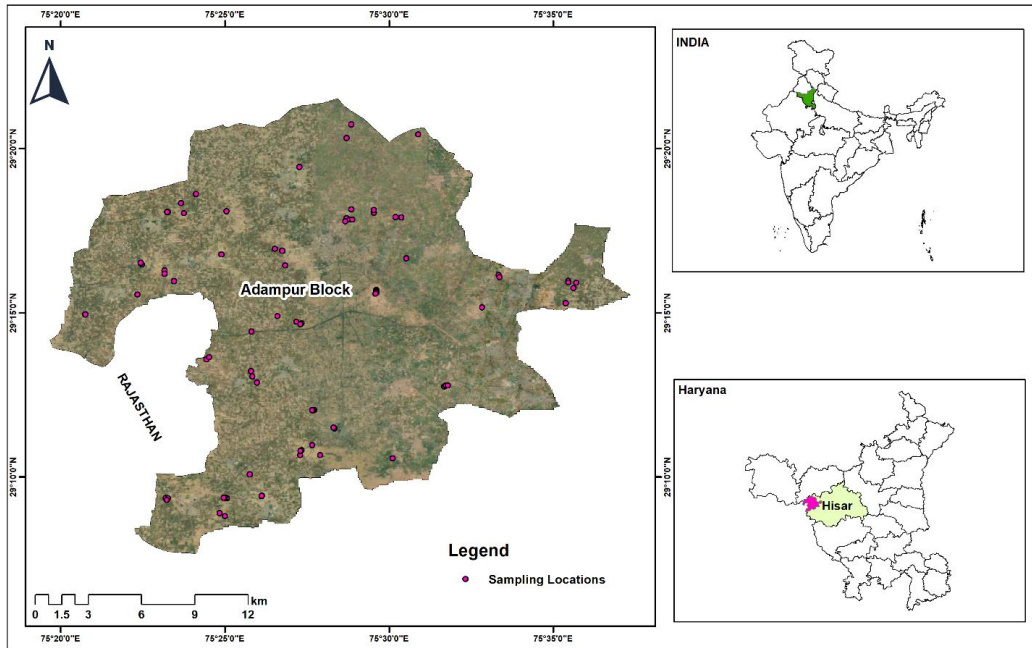 75°20'0"E 75°25'0"E 75°30'0"E 75°35'0"E
N
29°20'0"N 29°20'0"N
29°15'0"N 29°15'0"N
29°10'0"N 29°10'0"N
Adampur Block
RAJASTHAN
Legend
Sampling Locations
km
0 1.5 3 6 9 12
75°20'0"E 75°25'0"E 75°30'0"E 75°35'0"E
INDIA
Haryana
Hisar